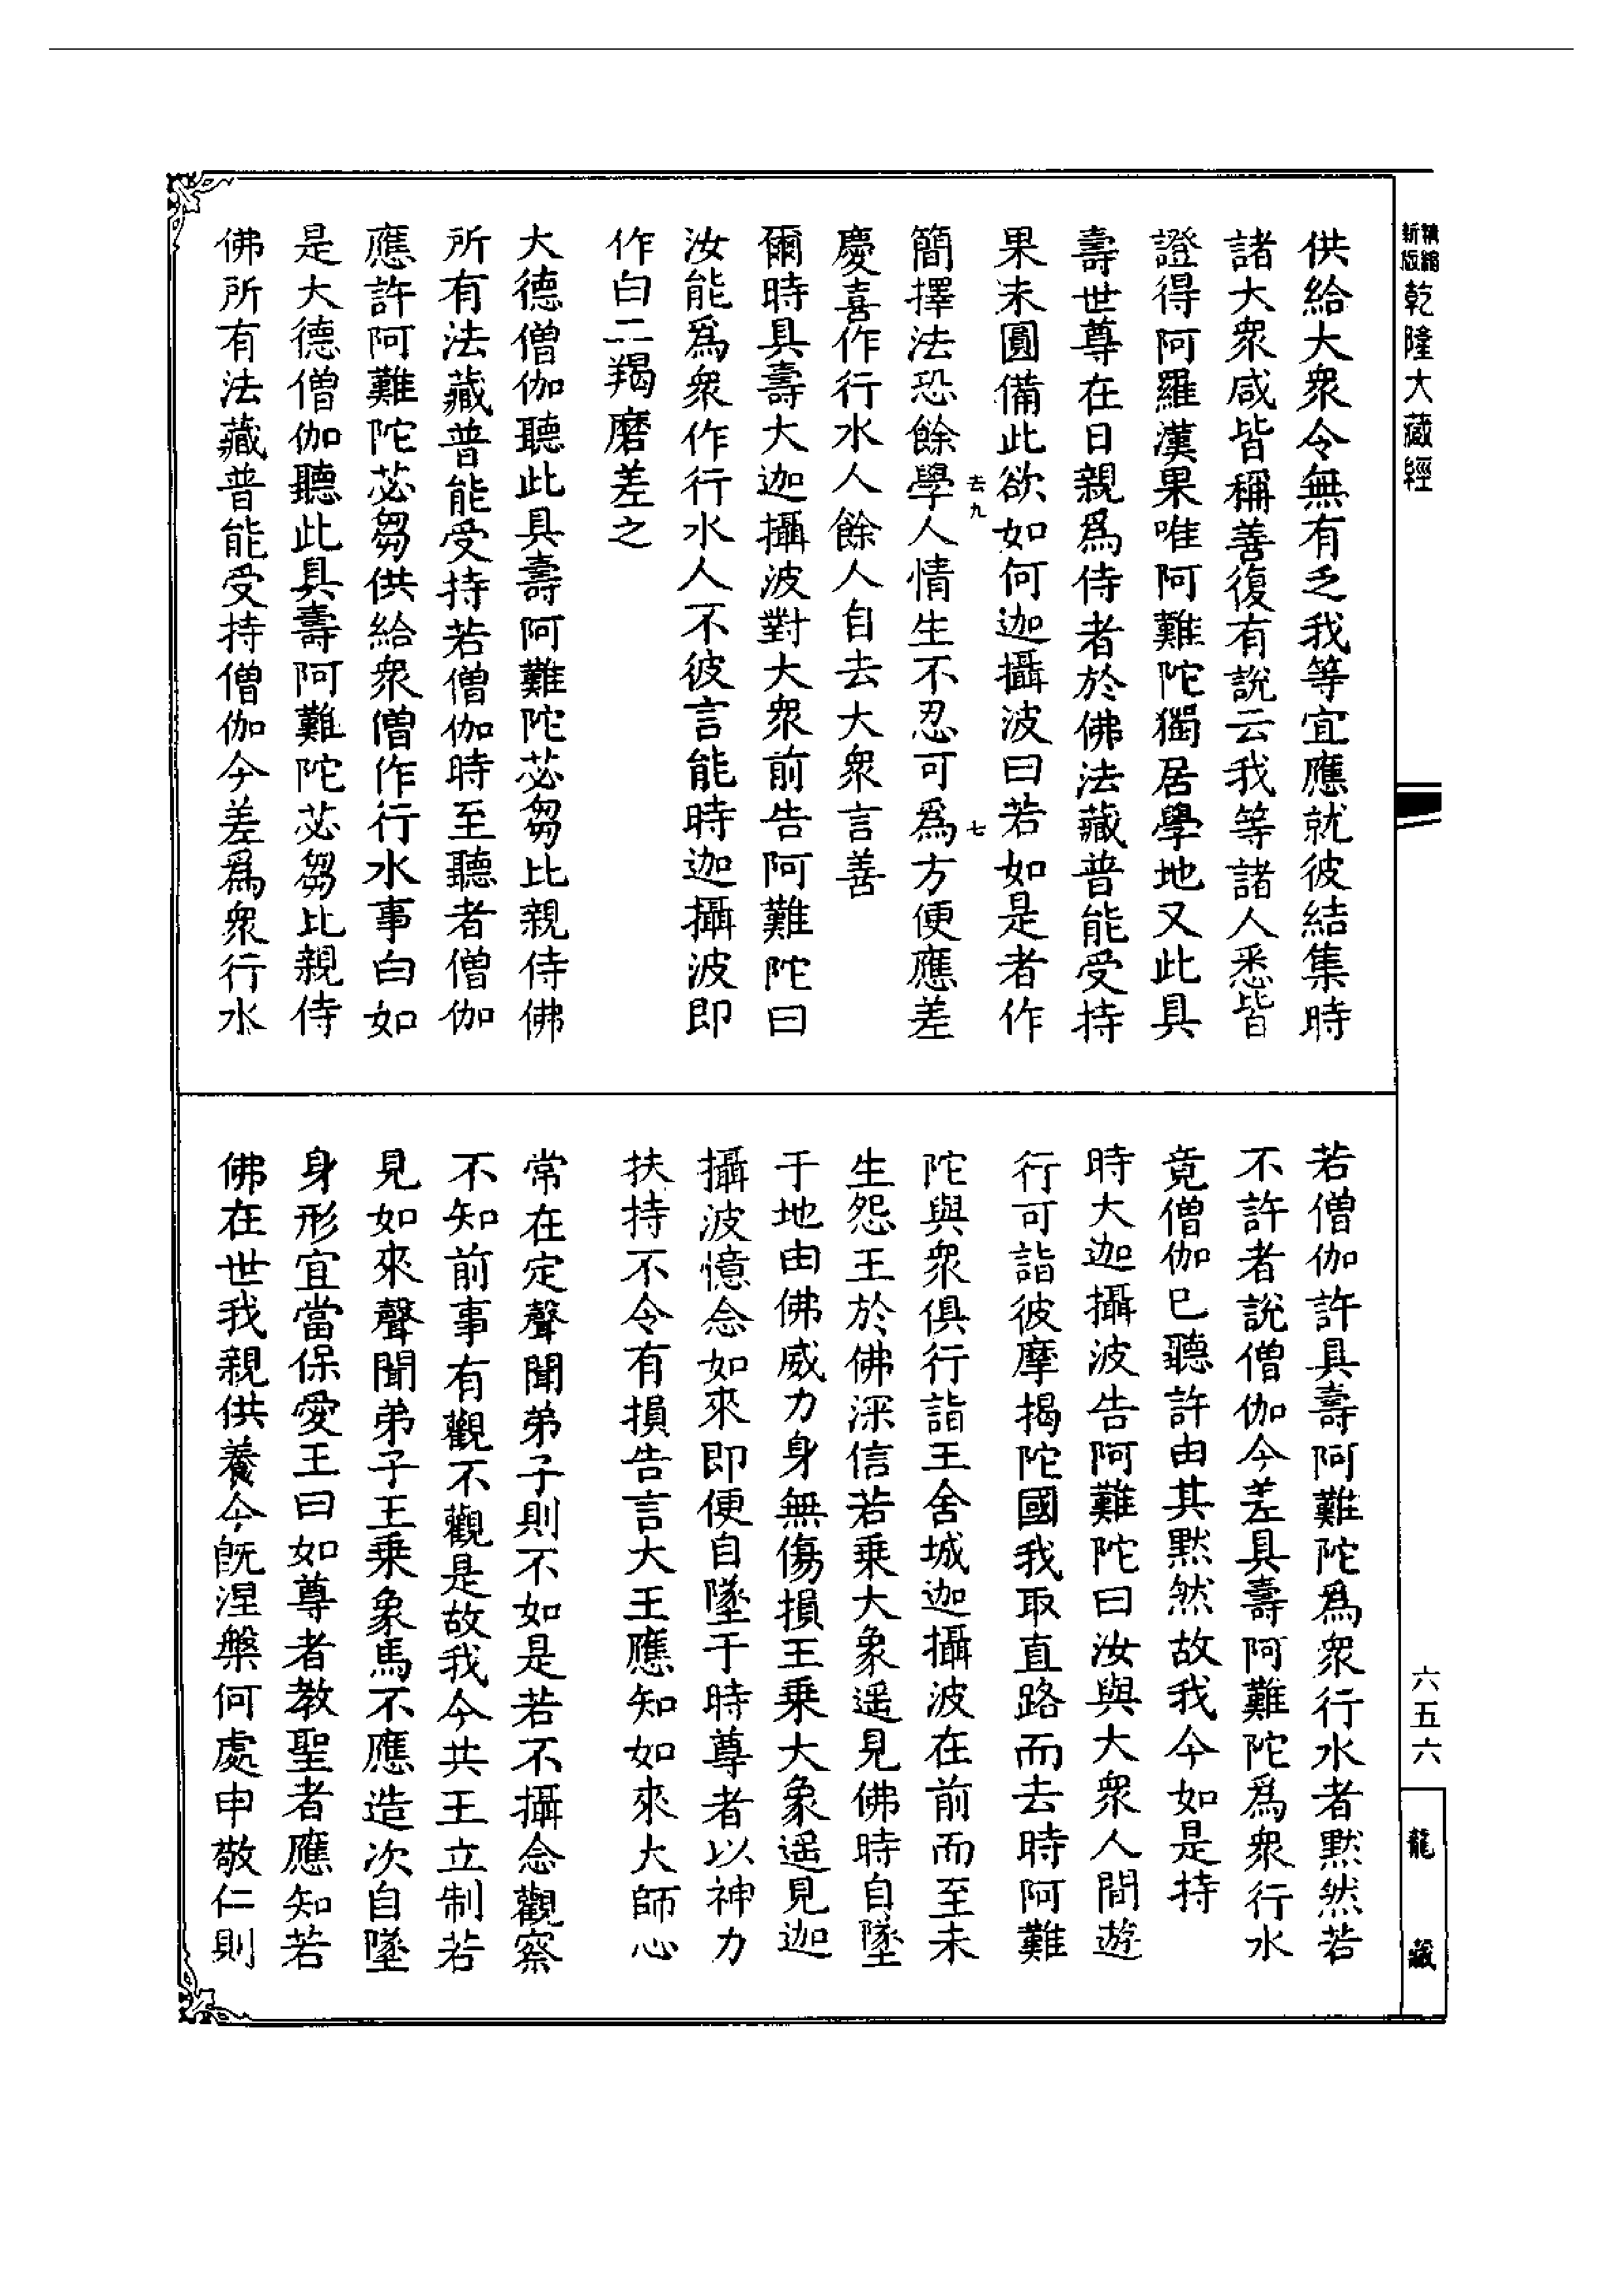 精縮新版乾隆大藏經
供給大衆令無有乏我等宜應就彼結集時
諸大衆咸皆稱善復有說云我等諸人悉皆
證得阿羅漢果唯阿難陀獨居學地又此具
壽世尊在日親爲侍者於佛法藏普能受持
果未圓備此欲如何迦攝波曰若如是者作
去九
七
簡擇法恐餘學人情生不忍可爲方便應差
慶喜作行水人餘人自去大衆言善
爾時具壽大迦攝波對大衆前告阿難陀曰
汝能爲衆作行水人不彼言能時迦攝波即
作白二羯磨差之
大德僧伽聽此具壽阿難陀苾芻比親侍佛
所有法藏普能受持若僧伽時至聽者僧伽
應許阿難陀苾芻供給衆僧作行水事白如
是大德僧伽聽此具壽阿難陀苾芻比親侍
佛所有法藏普能受持僧伽今差爲衆行水
若僧伽許具壽阿難陀爲衆行水者默然若
不許者說僧伽今差具壽阿難陀爲衆行水
竟僧伽已聽許由其默然故我今如是持
時大迦攝波告阿難陀曰汝與大衆人間遊
行可詣彼摩揭陀國我取直路而去時阿難
陀與衆俱行詣王舍城迦攝波在前而至未
生怨王於佛深信若乘大象遥見佛時自墜
于地由佛威力身無傷損王乘大象遥見迦
攝波憶念如來即便自墜于時尊者以神力
扶持不令有損告言大王應知如來大師心
常在定聲聞弟子則不如是若不攝念觀察
不知前事有觀不觀是故我今共王立制若
見如來聲聞弟子王乘象馬不應造次自墜
身形宜當保愛王曰如尊者教聖者應知若
佛在世我親供養今旣涅槃何處申敬仁則
六五六
龍藏